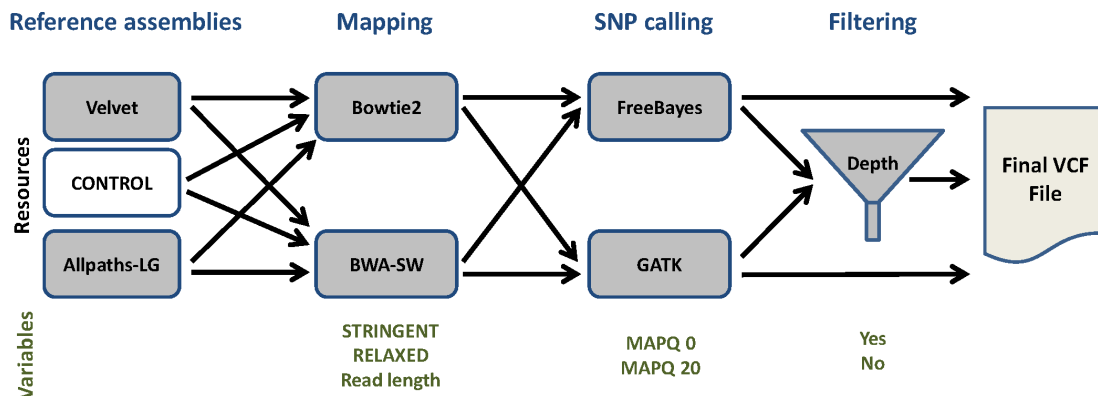 Reference assemblies
Mapping
SNP calling
Filtering
Resources
Velvet
Bowtie2
FreeBayes
CONTROL
Depth
Final VCF
File
Allpaths-LG
BWA-SW
GATK
Variables
STRINGENT
RELAXED
Read length
MAPQ 0
MAPQ 20
Yes
No